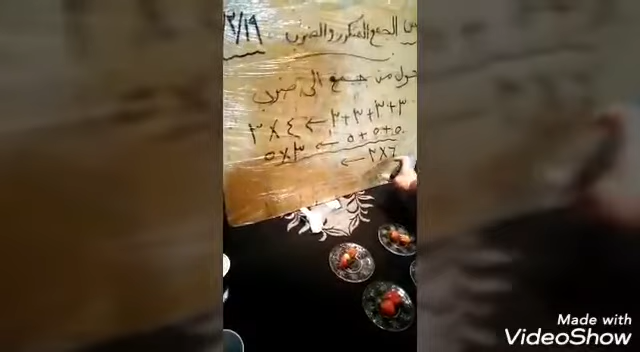 س الجمع المتكرر والضرب
٢/١٩
حول من جمع الى ضرب
٣+٣+٣+٣ ← ٤ × ٣
٥+٥+٥ ← ٣×٥
٢×٦ ←
Made with
VideoShow